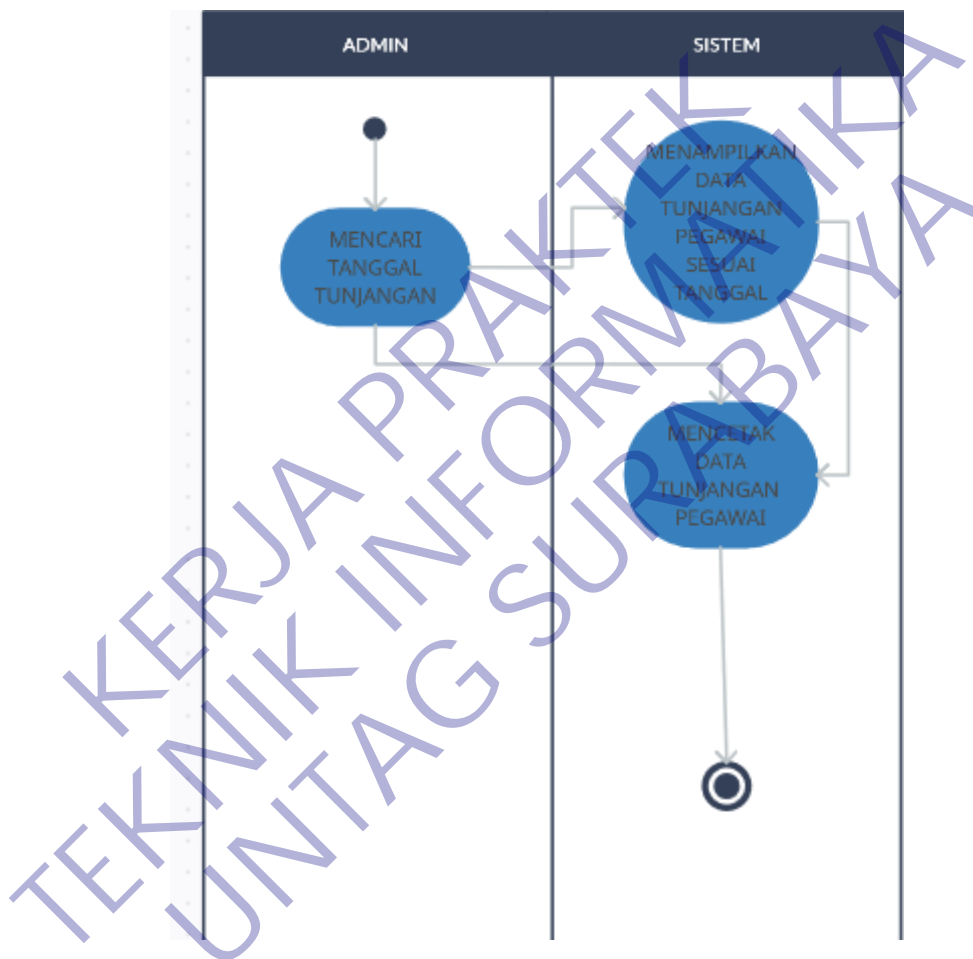 ADMIN
SISTEM
MENCARI
TANGGAL
TUNJANGAN
MENAMPILKAN
DATA
TUNJANGAN
PEGAWAI
SESUAI
TANGGAL
MENCETAK
DATA
TUNJANGAN
PEGAWAI
KERJA PRAKTEK
TEKNIK INFORMATIKA
UNTAG SURABAYA